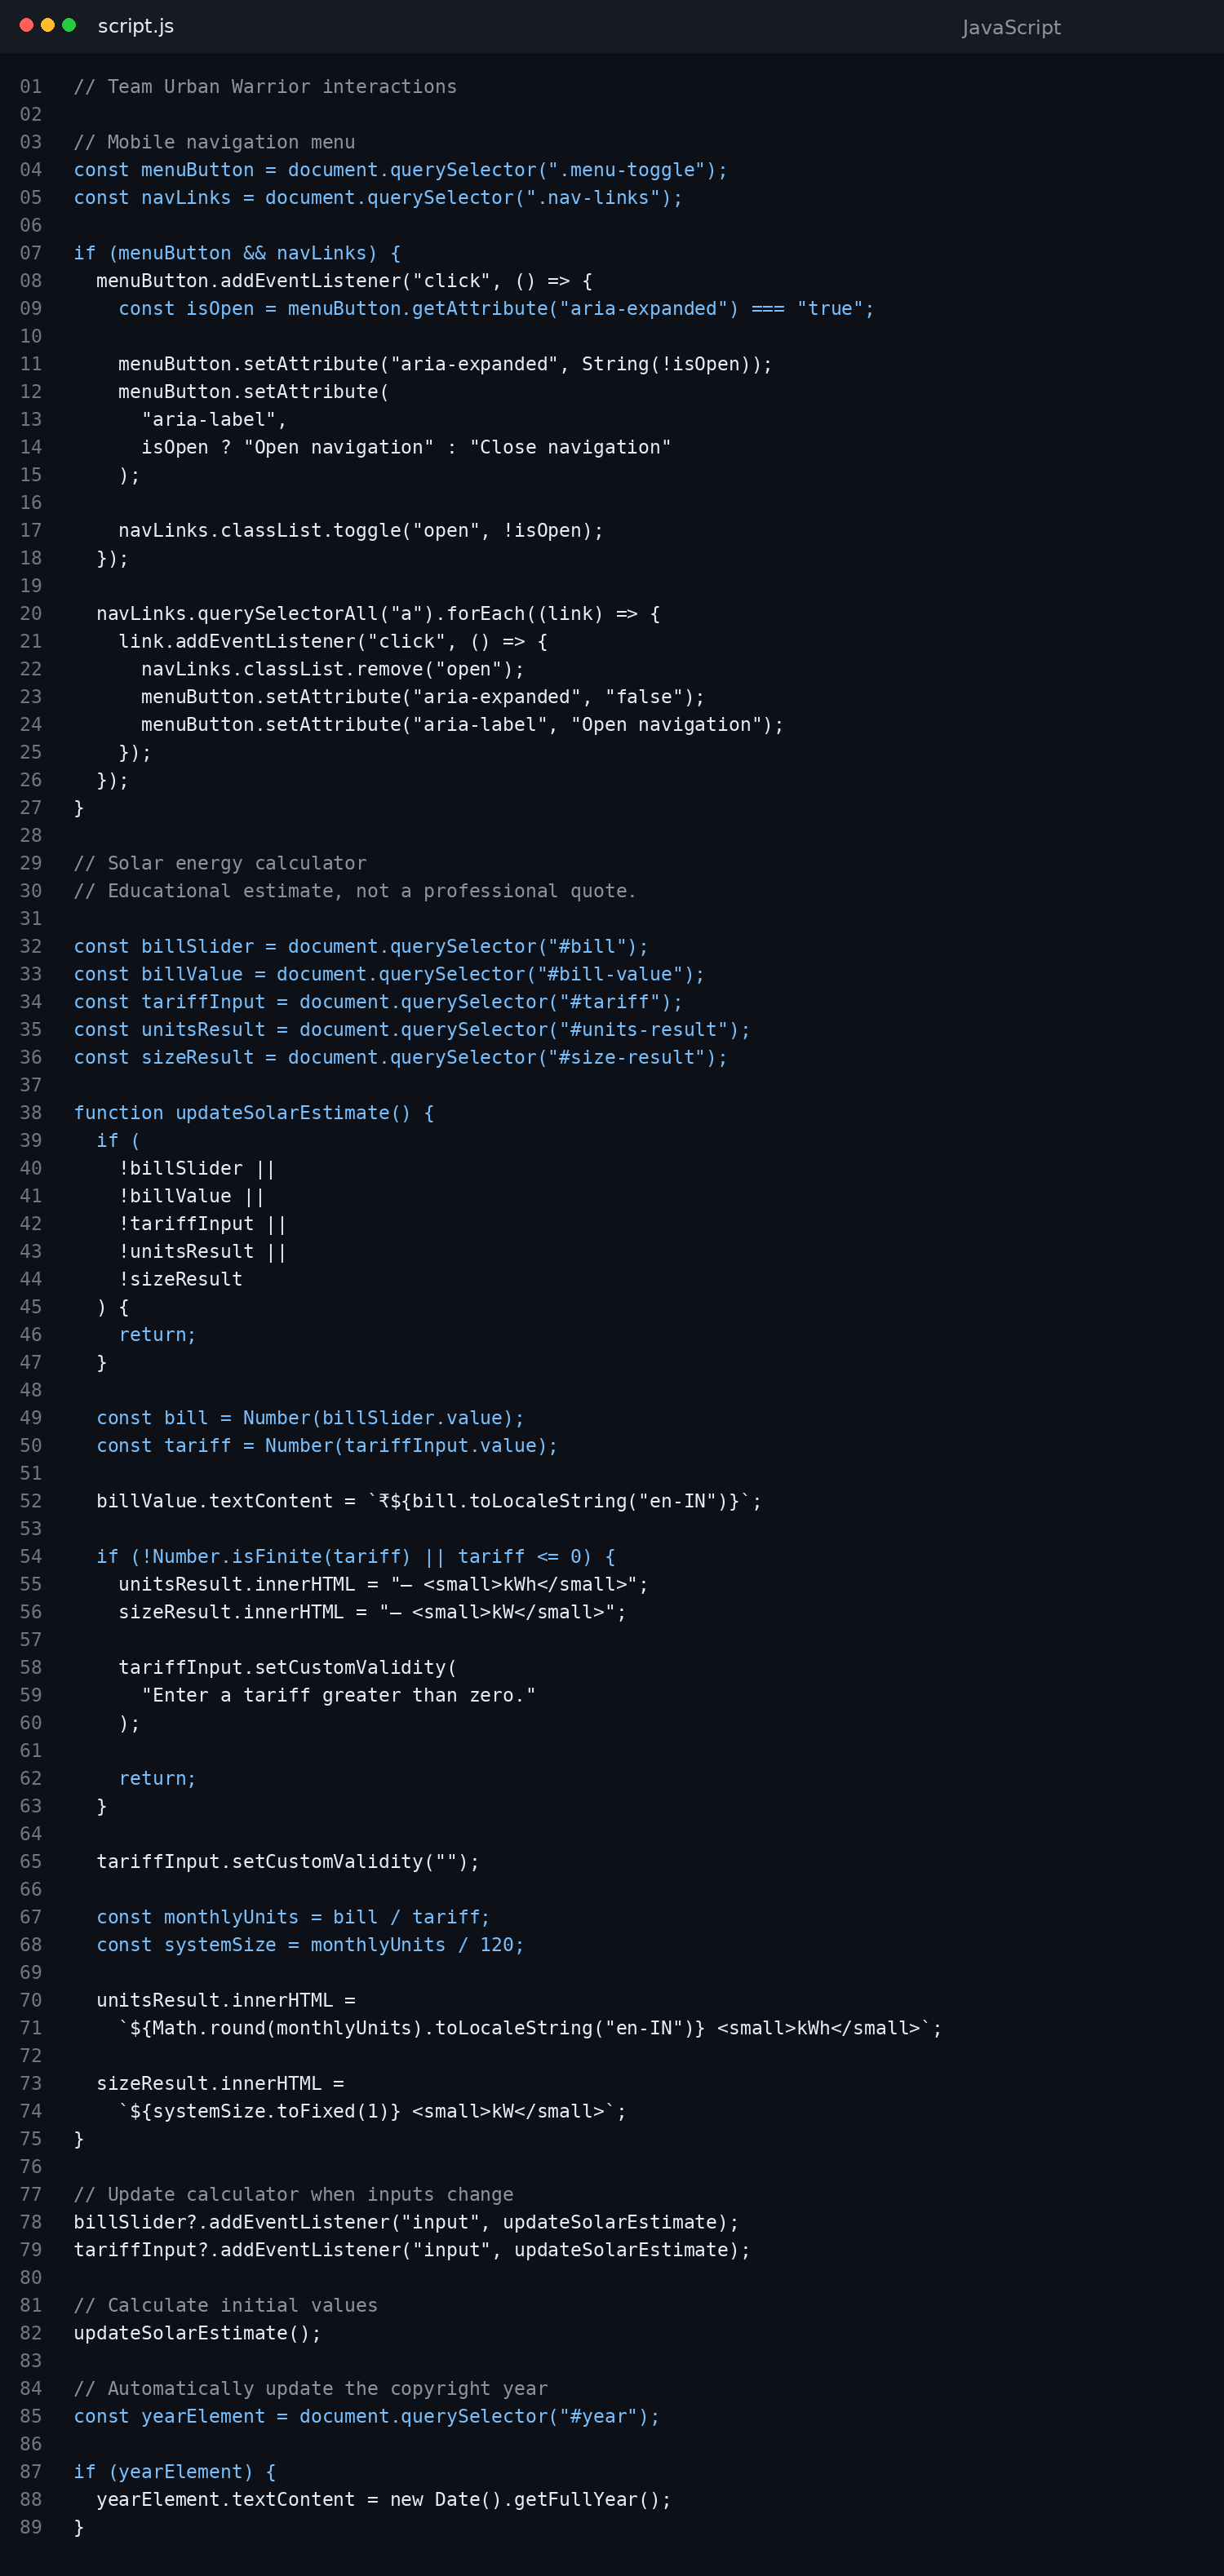 script.js
JavaScript
01 // Team Urban Warrior interactions
02
03 // Mobile navigation menu
04 const menuButton = document.querySelector(".menu-toggle");
05 const navLinks = document.querySelector(".nav-links");
06
07 if (menuButton && navLinks) {
08   menuButton.addEventListener("click", () => {
09     const isOpen = menuButton.getAttribute("aria-expanded") === "true";
10
11     menuButton.setAttribute("aria-expanded", String(!isOpen));
12     menuButton.setAttribute(
13       "aria-label",
14       isOpen ? "Open navigation" : "Close navigation"
15     );
16
17     navLinks.classList.toggle("open", !isOpen);
18   });
19
20   navLinks.querySelectorAll("a").forEach((link) => {
21     link.addEventListener("click", () => {
22       navLinks.classList.remove("open");
23       menuButton.setAttribute("aria-expanded", "false");
24       menuButton.setAttribute("aria-label", "Open navigation");
25     });
26   });
27 }
28
29 // Solar energy calculator
30 // Educational estimate, not a professional quote.
31
32 const billSlider = document.querySelector("#bill");
33 const billValue = document.querySelector("#bill-value");
34 const tariffInput = document.querySelector("#tariff");
35 const unitsResult = document.querySelector("#units-result");
36 const sizeResult = document.querySelector("#size-result");
37
38 function updateSolarEstimate() {
39   if (
40     !billSlider ||
41     !billValue ||
42     !tariffInput ||
43     !unitsResult ||
44     !sizeResult
45   ) {
46     return;
47   }
48
49   const bill = Number(billSlider.value);
50   const tariff = Number(tariffInput.value);
51
52   billValue.textContent = `₹${bill.toLocaleString("en-IN")}`;
53
54   if (!Number.isFinite(tariff) || tariff <= 0) {
55     unitsResult.innerHTML = "— <small>kWh</small>";
56     sizeResult.innerHTML = "— <small>kW</small>";
57
58     tariffInput.setCustomValidity(
59       "Enter a tariff greater than zero."
60     );
61
62     return;
63   }
64
65   tariffInput.setCustomValidity("");
66
67   const monthlyUnits = bill / tariff;
68   const systemSize = monthlyUnits / 120;
69
70   unitsResult.innerHTML =
71     `${Math.round(monthlyUnits).toLocaleString("en-IN")} <small>kWh</small>`;
72
73   sizeResult.innerHTML =
74     `${systemSize.toFixed(1)} <small>kW</small>`;
75 }
76
77 // Update calculator when inputs change
78 billSlider?.addEventListener("input", updateSolarEstimate);
79 tariffInput?.addEventListener("input", updateSolarEstimate);
80
81 // Calculate initial values
82 updateSolarEstimate();
83
84 // Automatically update the copyright year
85 const yearElement = document.querySelector("#year");
86
87 if (yearElement) {
88   yearElement.textContent = new Date().getFullYear();
89 }